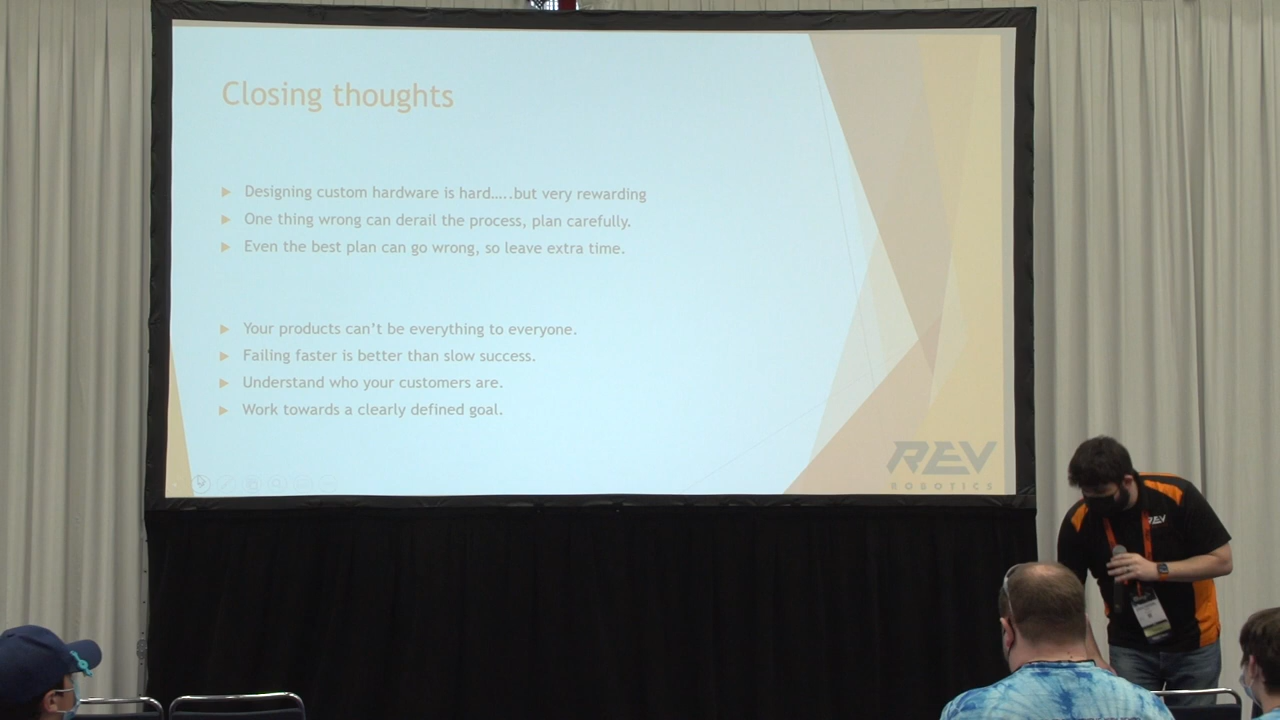 Closing thoughts
Designing custom hardware is hard…..but very rewarding
One thing wrong can derail the process, plan carefully.
Even the best plan can go wrong, so leave extra time.
Your products can’t be everything to everyone.
Failing faster is better than slow success.
Understand who your customers are.
Work towards a clearly defined goal.
REV
ROBOTICS
REV